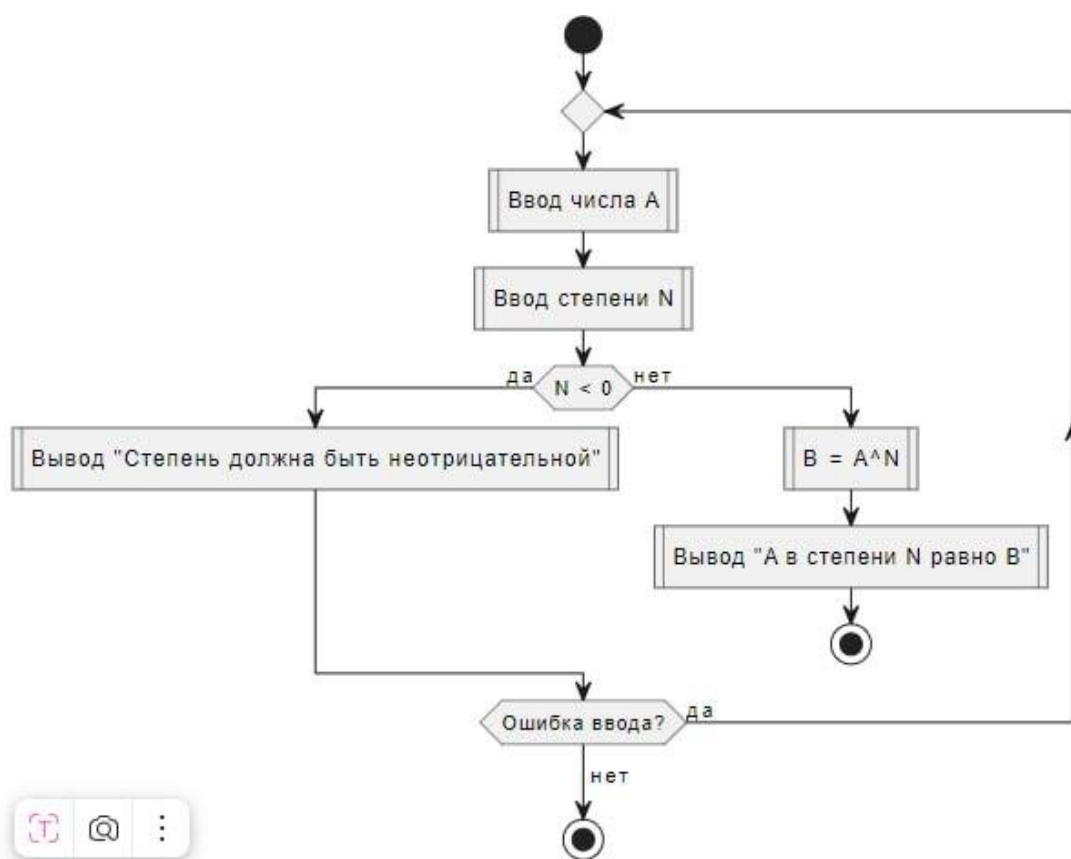 Ввод числа A
Ввод степени N
да
N < 0
нет
Вывод "Степень должна быть неотрицательной"
B = A^N
Вывод "A в степени N равно B"
Ошибка ввода?
да
нет
T